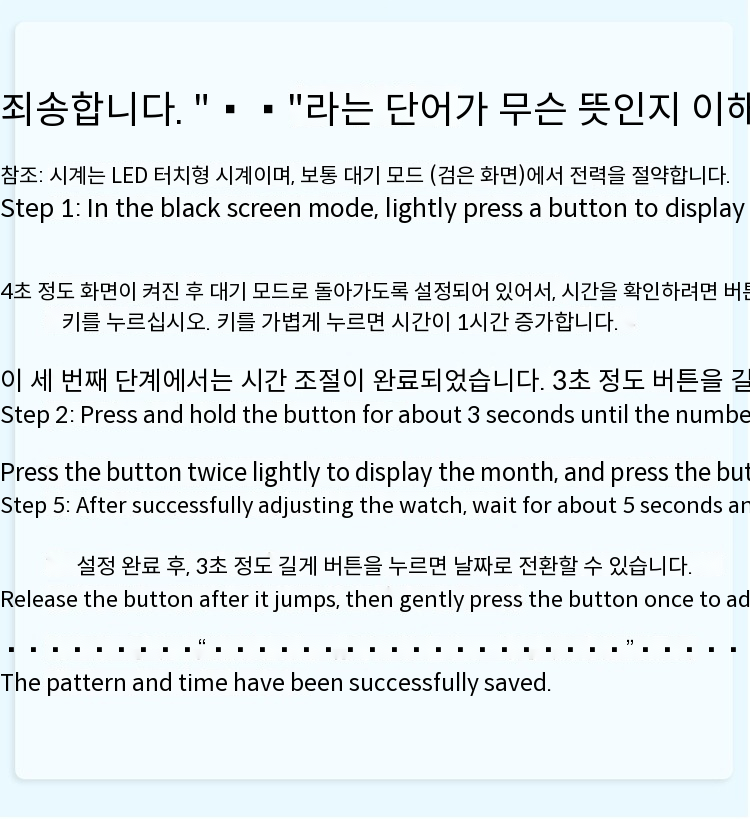 죄송합니다. " ▪ ▪ "라는 단어가 무슨 뜻인지 이해
참조: 시계는 LED 터치형 시계이며, 보통 대기 모드 (검은 화면)에서 전력을 절약합니다.
Step 1: In the black screen mode, lightly press a button to display
4초 정도 화면이 켜진 후 대기 모드로 돌아가도록 설정되어 있어서, 시간을 확인하려면 버튼
키를 누르십시오. 키를 가볍게 누르면 시간이 1시간 증가합니다.
이 세 번째 단계에서는 시간 조절이 완료되었습니다. 3초 정도 버튼을 길
Step 2: Press and hold the button for about 3 seconds until the numbe
Press the button twice lightly to display the month, and press the but
Step 5: After successfully adjusting the watch, wait for about 5 seconds an
설정 완료 후, 3초 정도 길게 버튼을 누르면 날짜로 전환할 수 있습니다.
Release the button after it jumps, then gently press the button once to ad
▪ ▪ ▪ ▪ ▪ ▪ ▪ ▪ ▪ “ ▪ ▪ ▪ ▪ ▪ ▪ ▪ ▪ ▪ ▪ ▪ ▪ ▪ ▪ ▪ ▪ ▪ ▪ ▪ ” ▪ ▪ ▪ ▪ ▪
The pattern and time have been successfully saved.